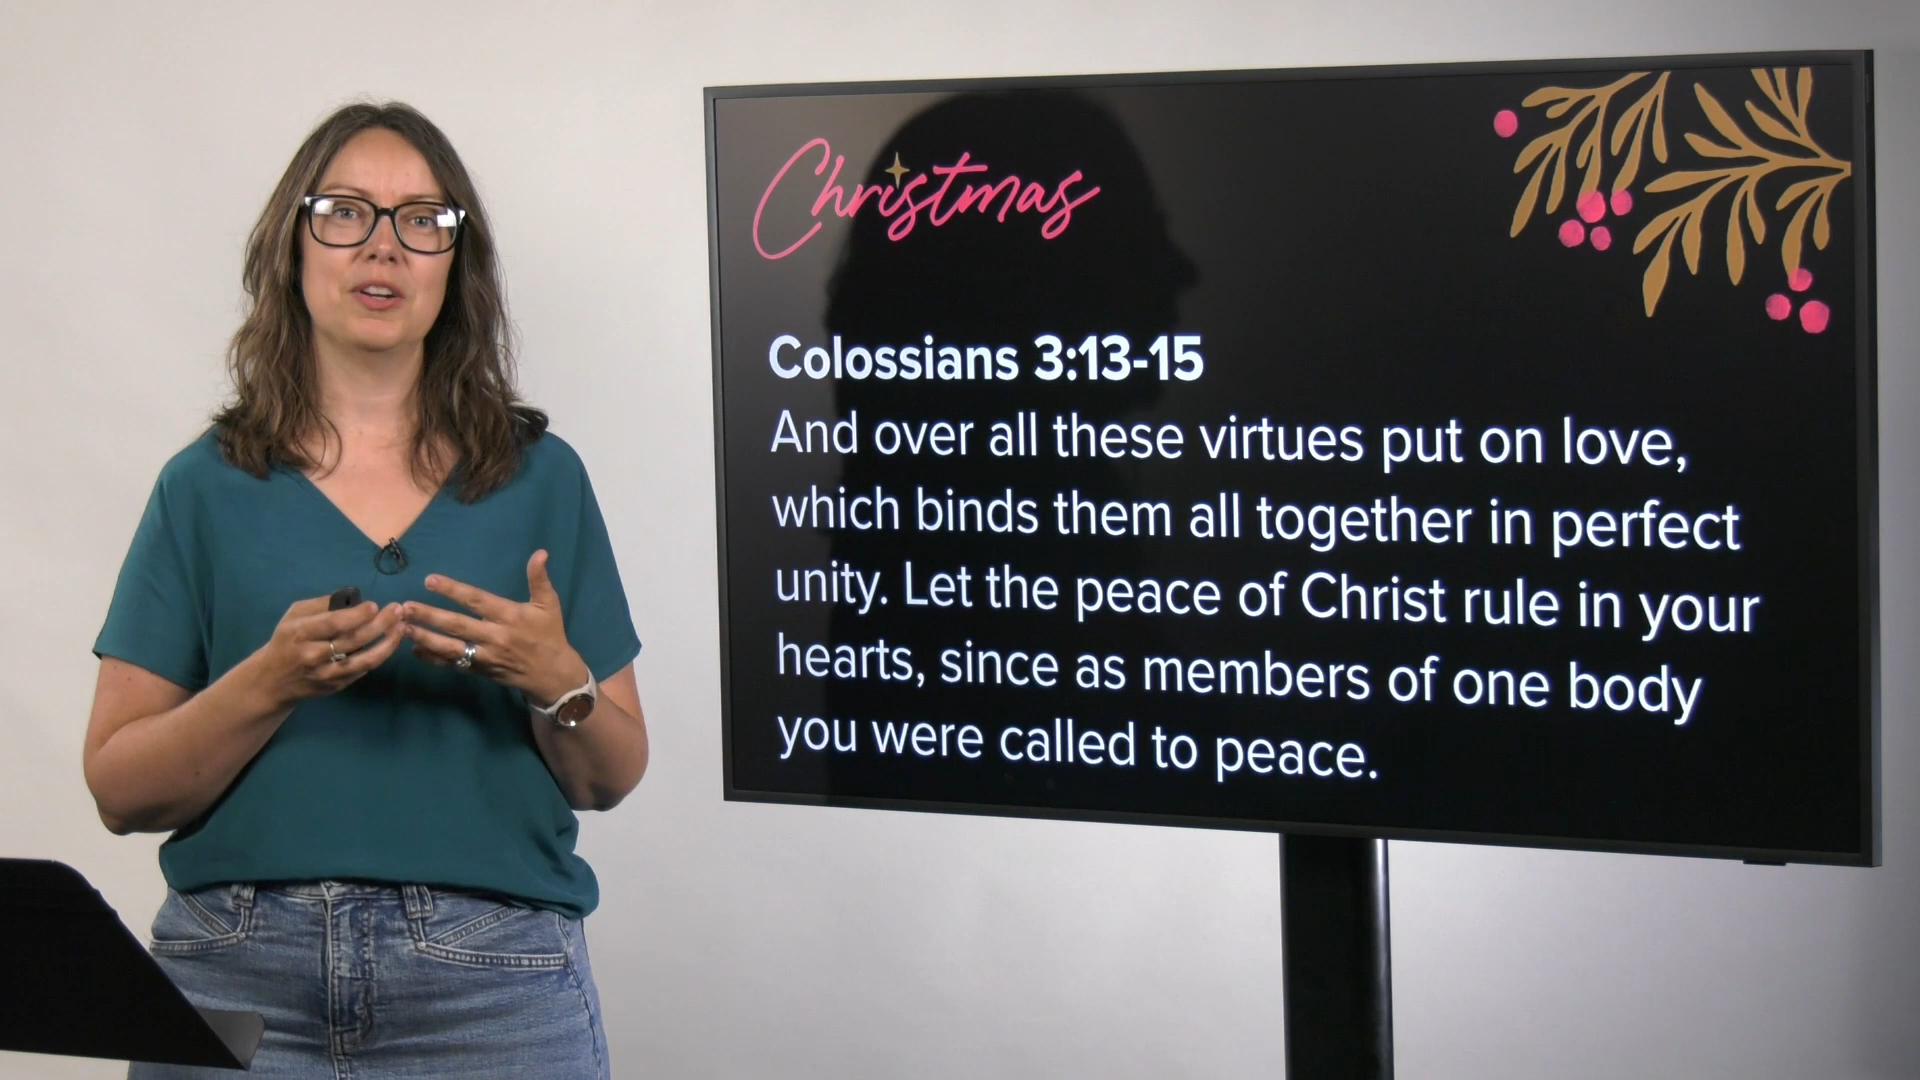 Christmas
Colossians 3:13-15
And over all these virtues put on love,
which binds them all together in perfect
unity. Let the peace of Christ rule in your
hearts, since as members of one body
you were called to peace.